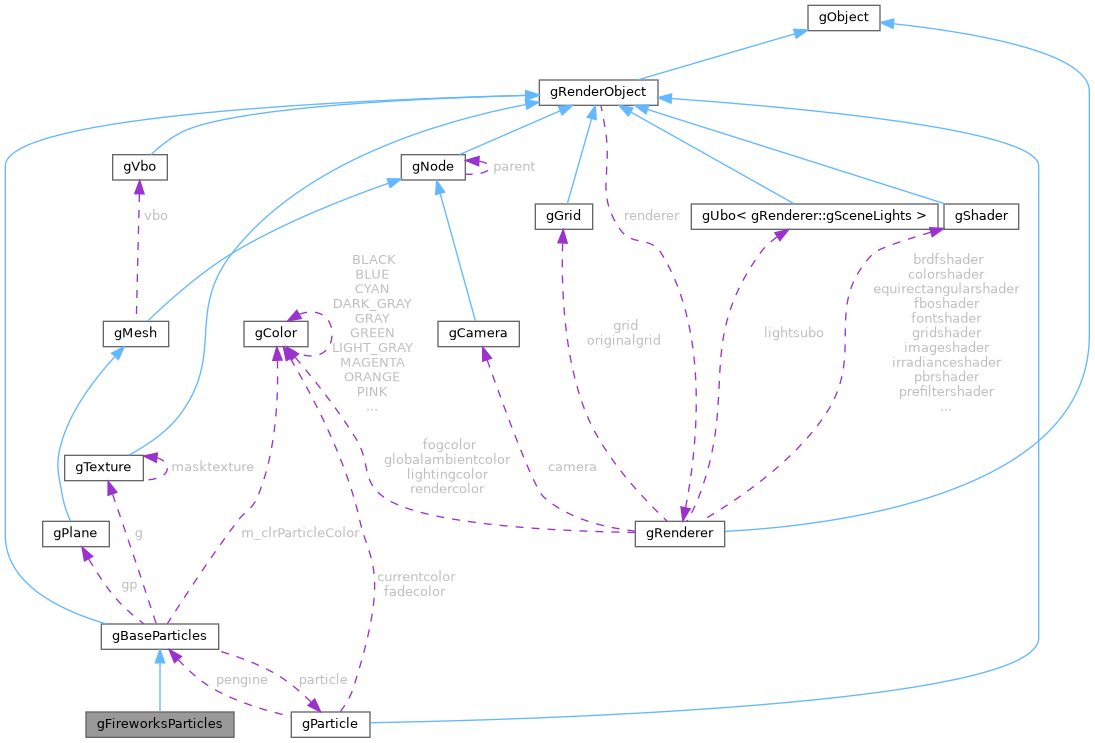 gObject
gRenderObject
gVbo
gNode
parent
vbo
gGrid
renderer
gUbo< gRenderer::gSceneLights >
gShader
BLACK
BLUE
CYAN
DARK_GRAY
GRAY
GREEN
LIGHT_GRAY
MAGENTA
ORANGE
PINK
...
brdfshader
colorshader
equirectangularshader
fboshader
fontshader
gridshader
imageshader
irradianceshader
pbrshader
prefiltershader
...
gMesh
gColor
gCamera
grid
originalgrid
lightsubo
gTexture
masktexture
fogcolor
globalambientcolor
lightingcolor
rendercolor
camera
gPlane
g
m_clrParticleColor
gRenderer
gp
currentcolor
fadecolor
gBaseParticles
pengine
particle
gFireworksParticles
gParticle